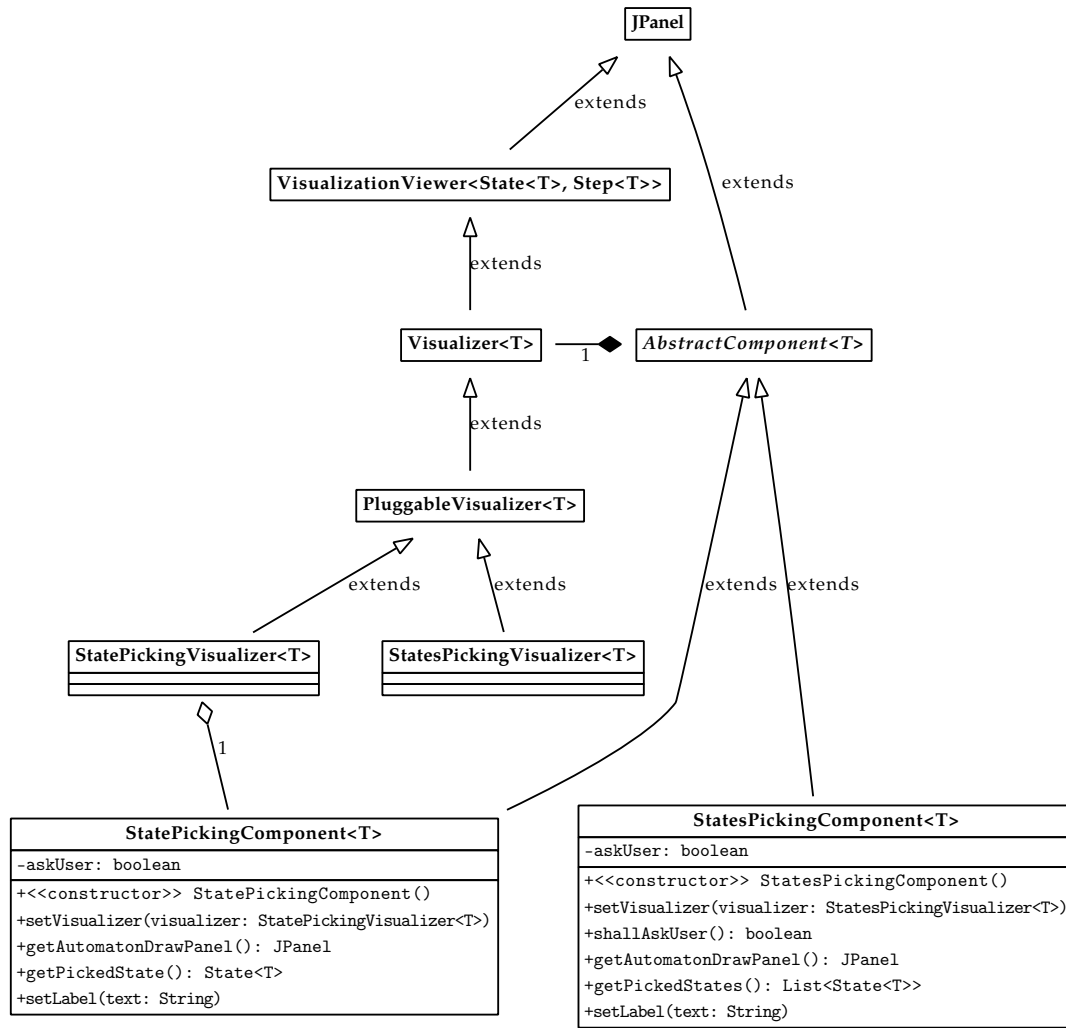 JPanel
extends
VisualizationViewer<State<T>, Step<T>>
extends
extends
Visualizer<T>
1
AbstractComponent<T>
extends
PluggableVisualizer<T>
extends
extends
extends
extends
StatePickingVisualizer<T>
StatesPickingVisualizer<T>
1
StatePickingComponent<T>
-askUser: boolean
+<<constructor>> StatePickingComponent()
+setVisualizer(visualizer: StatePickingVisualizer<T>)
+getAutomatonDrawPanel(): JPanel
+getPickedState(): State<T>
+setLabel(text: String)
StatesPickingComponent<T>
-askUser: boolean
+<<constructor>> StatesPickingComponent()
+setVisualizer(visualizer: StatesPickingVisualizer<T>)
+shallAskUser(): boolean
+getAutomatonDrawPanel(): JPanel
+getPickedStates(): List<State<T>>
+setLabel(text: String)